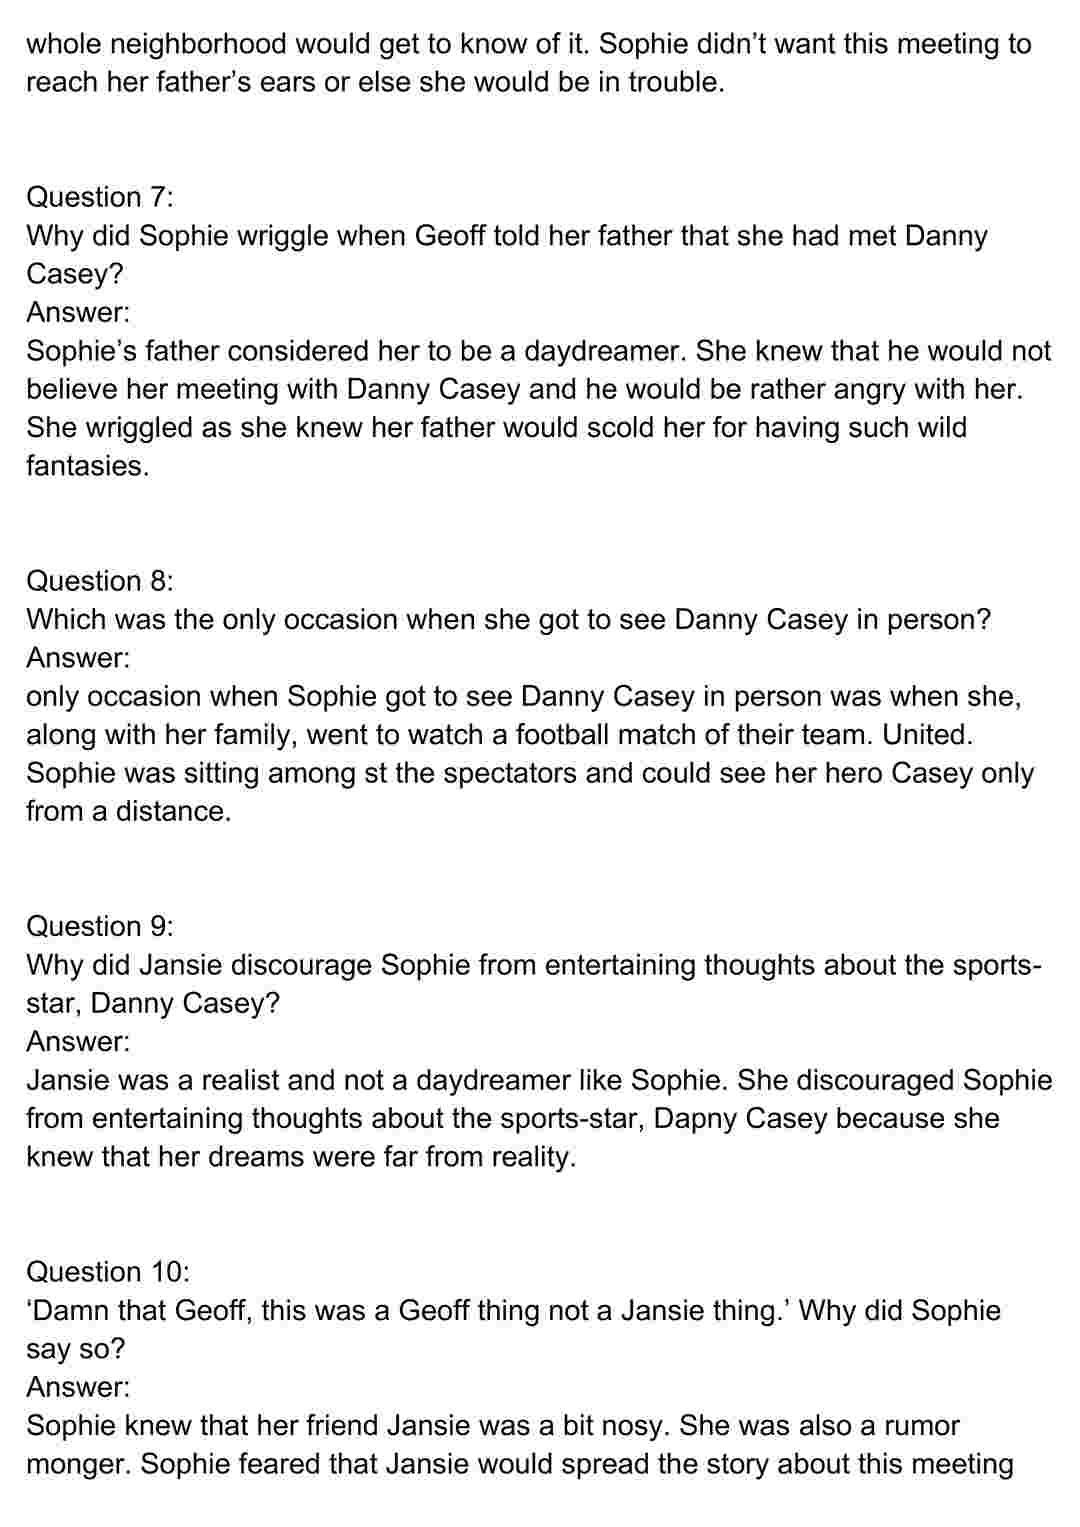 whole neighborhood would get to know of it. Sophie didn’t want this meeting to
reach her father’s ears or else she would be in trouble.
Question 7:
Why did Sophie wriggle when Geoff told her father that she had met Danny
Casey?
Answer:
Sophie’s father considered her to be a daydreamer. She knew that he would not
believe her meeting with Danny Casey and he would be rather angry with her.
She wriggled as she knew her father would scold her for having such wild
fantasies.
Question 8:
Which was the only occasion when she got to see Danny Casey in person?
Answer:
only occasion when Sophie got to see Danny Casey in person was when she,
along with her family, went to watch a football match of their team. United.
Sophie was sitting among st the spectators and could see her hero Casey only
from a distance.
Question 9:
Why did Jansie discourage Sophie from entertaining thoughts about the sports-
star, Danny Casey?
Answer:
Jansie was a realist and not a daydreamer like Sophie. She discouraged Sophie
from entertaining thoughts about the sports-star, Dapny Casey because she
knew that her dreams were far from reality.
Question 10:
‘Damn that Geoff, this was a Geoff thing not a Jansie thing.’ Why did Sophie
say so?
Answer:
Sophie knew that her friend Jansie was a bit nosy. She was also a rumor
monger. Sophie feared that Jansie would spread the story about this meeting